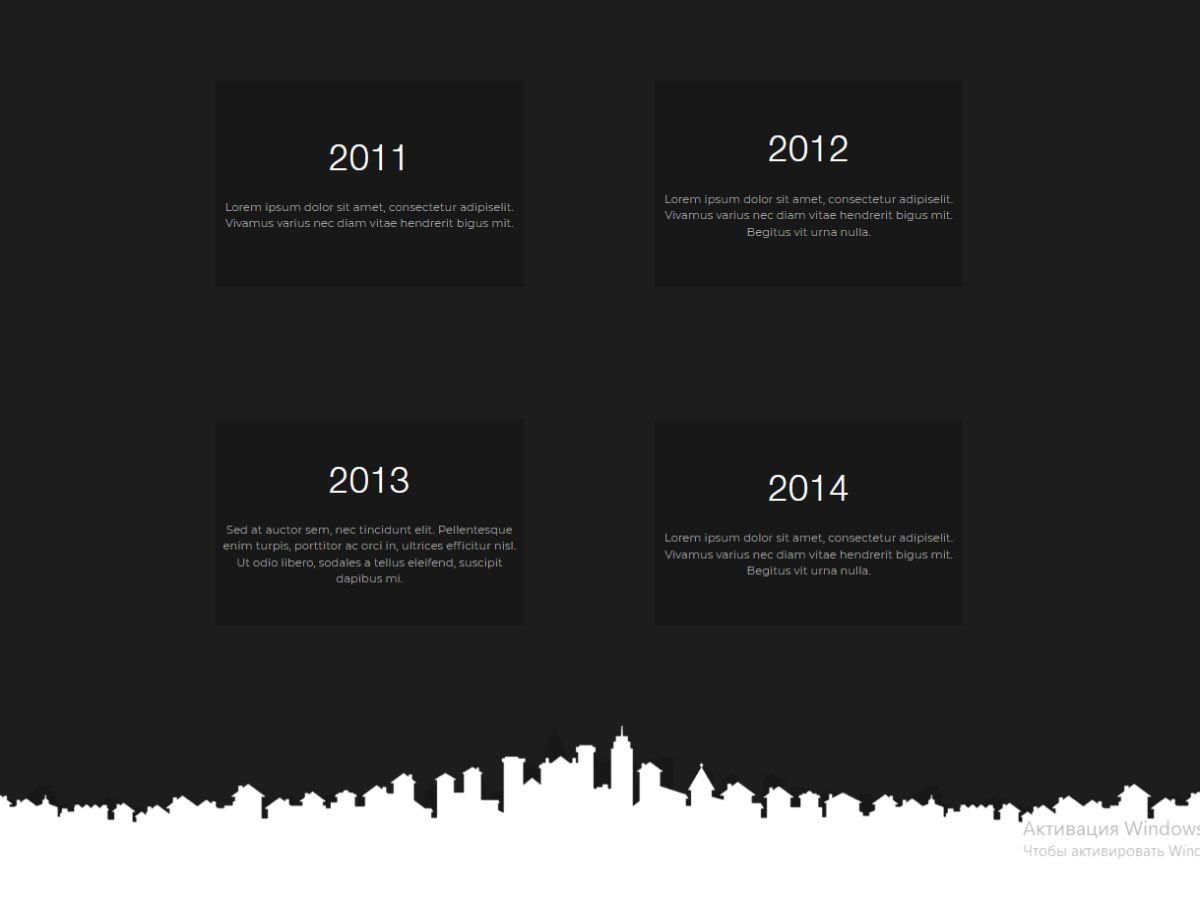 2011
Lorem ipsum dolor sit amet, consectetur adipiselit.
Vivamus varius nec diam vitae hendrerit bigus mit.
2012
Lorem ipsum dolor sit amet, consectetur adipiselit.
Vivamus varius nec diam vitae hendrerit bigus mit.
Begitus vit urna nulla.
2013
Sed at auctor sem, nec tincidunt elit. Pellentesque
enim turpis, porttitor ac orci in, ultrices efficitur nisl.
Ut odio libero, sodales a tellus eleifend, suscipit
dapibus mi.
2014
Lorem ipsum dolor sit amet, consectetur adipiselit.
Vivamus varius nec diam vitae hendrerit bigus mit.
Begitus vit urna nulla.
Активация Windows
Чтобы активировать Winc